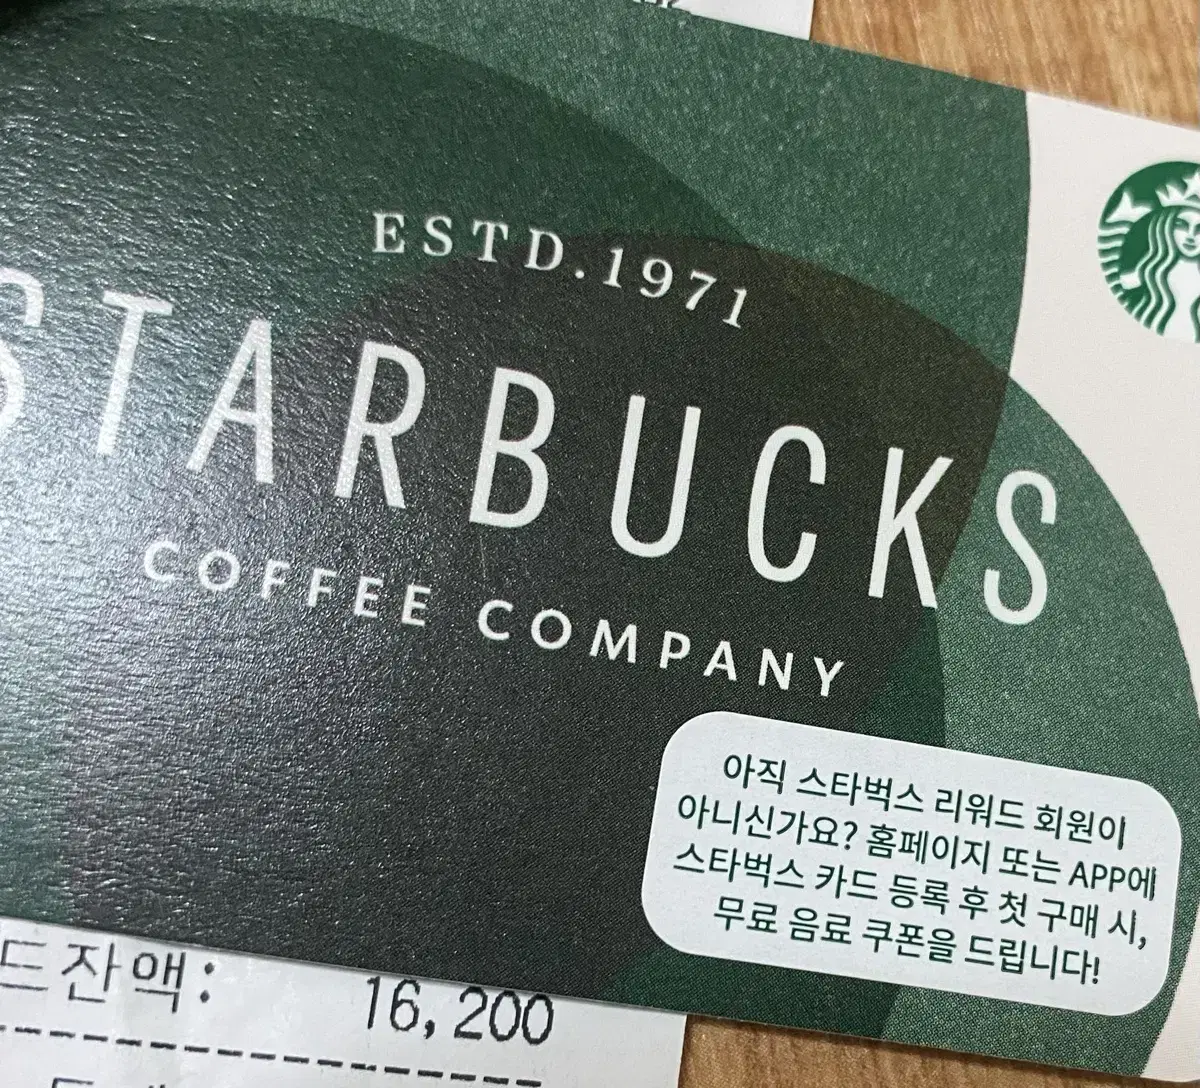 ESTD.1971
STARBUCKS
COFFEE COMPANY
아직 스타벅스 리워드 회원이
아니신가요? 홈페이지 또는 APP에
스타벅스 카드 등록 후 첫 구매 시,
무료 음료 쿠폰을 드립니다!
드잔액: 16,200